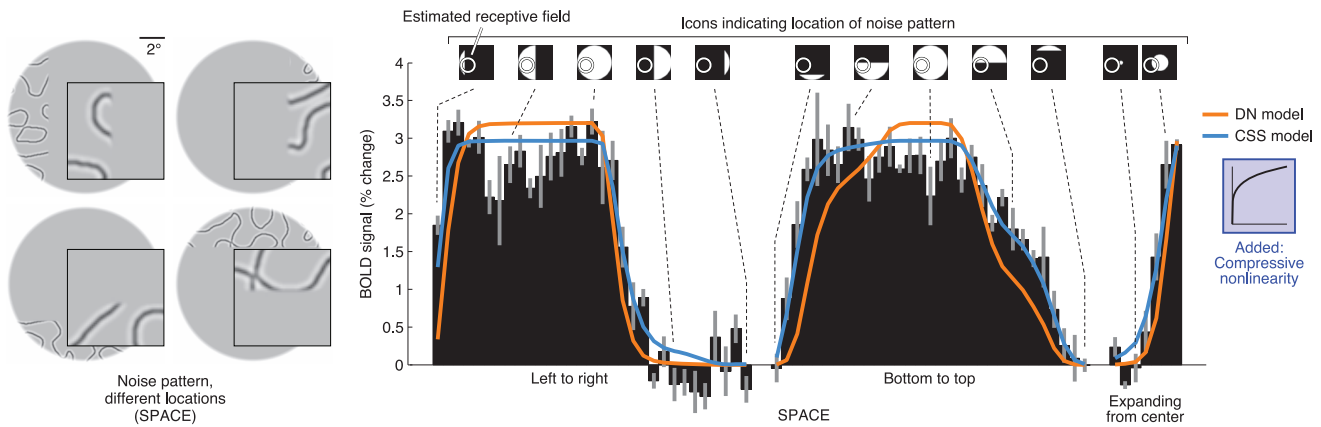 Estimated receptive field
Icons indicating location of noise pattern
2°
4
3.5
3
2.5
2
1.5
1
0.5
0
BOLD signal (% change)
DN model
CSS model
Added:
Compressive
nonlinearity
Left to right
Bottom to top
Expanding
from center
SPACE
Noise pattern,
different locations
(SPACE)